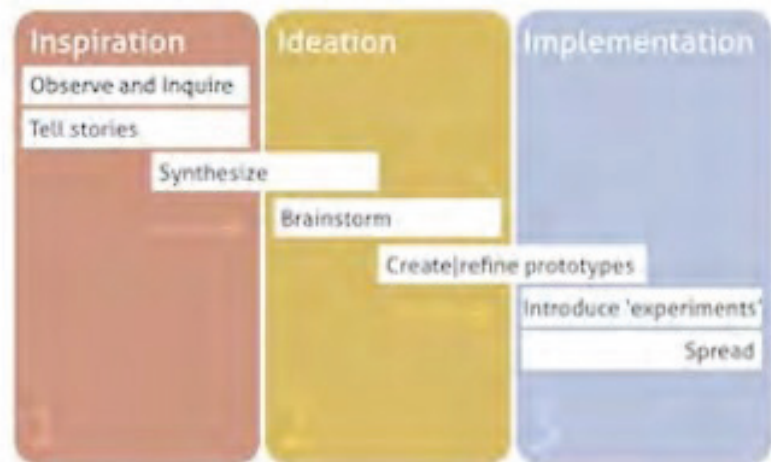 Inspiration
Ideation
Implementation
Observe and Inquire
Tell stories
Synthesize
Brainstorm
Create|refine prototypes
Introduce 'experiments'
Spread